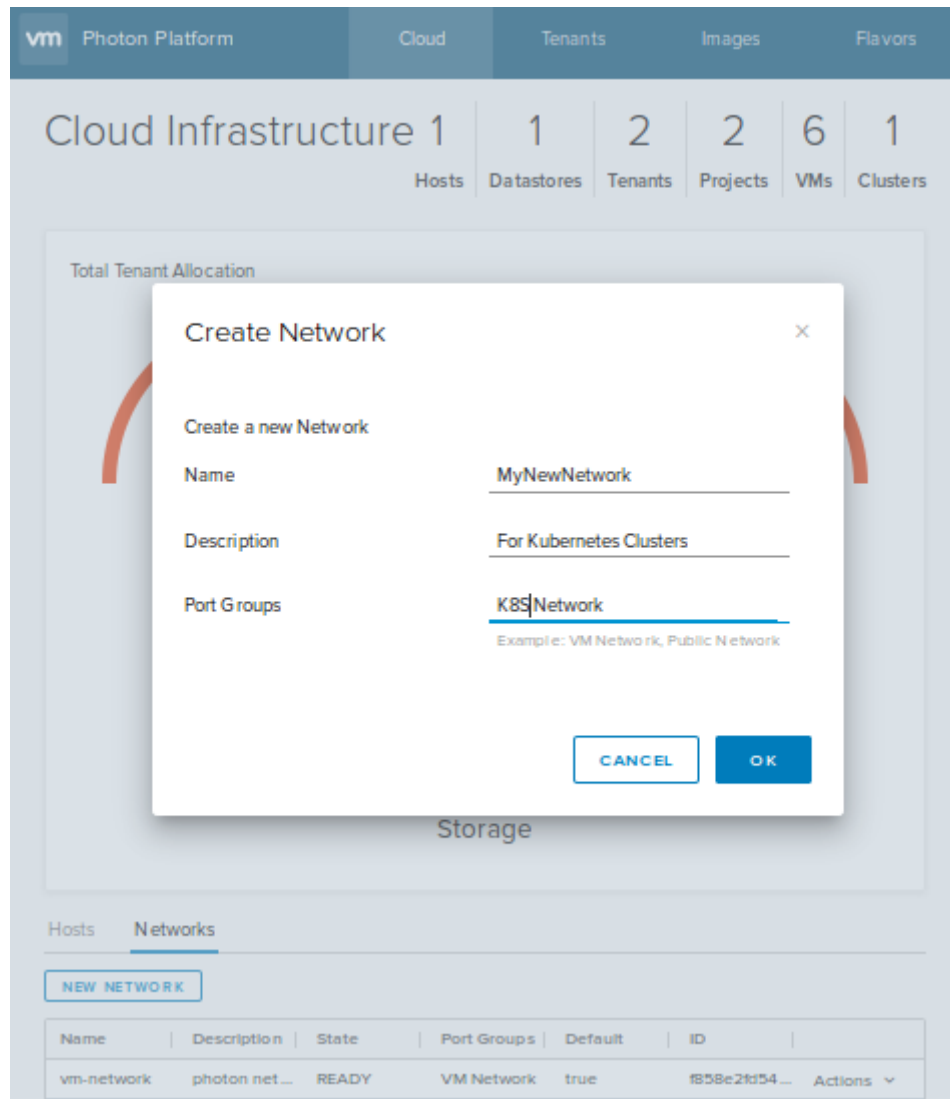 vm Photon Platform Cloud Tenants Images Flavors
Cloud Infrastructure 1 1 2 2 6 1
Hosts Datastores Tenants Projects VMs Clusters
Total Tenant Allocation
Create Network ×
Create a new Network
Name MyNewNetwork
Description For Kubernetes Clusters
Port Groups K8S Network
Example: VM Network, Public Network
CANCEL OK
Storage
Hosts Networks
NEW NETWORK
Name Description State Port Groups Default ID
vm-network photon net... READY VM Network true f858e2fd54... Actions